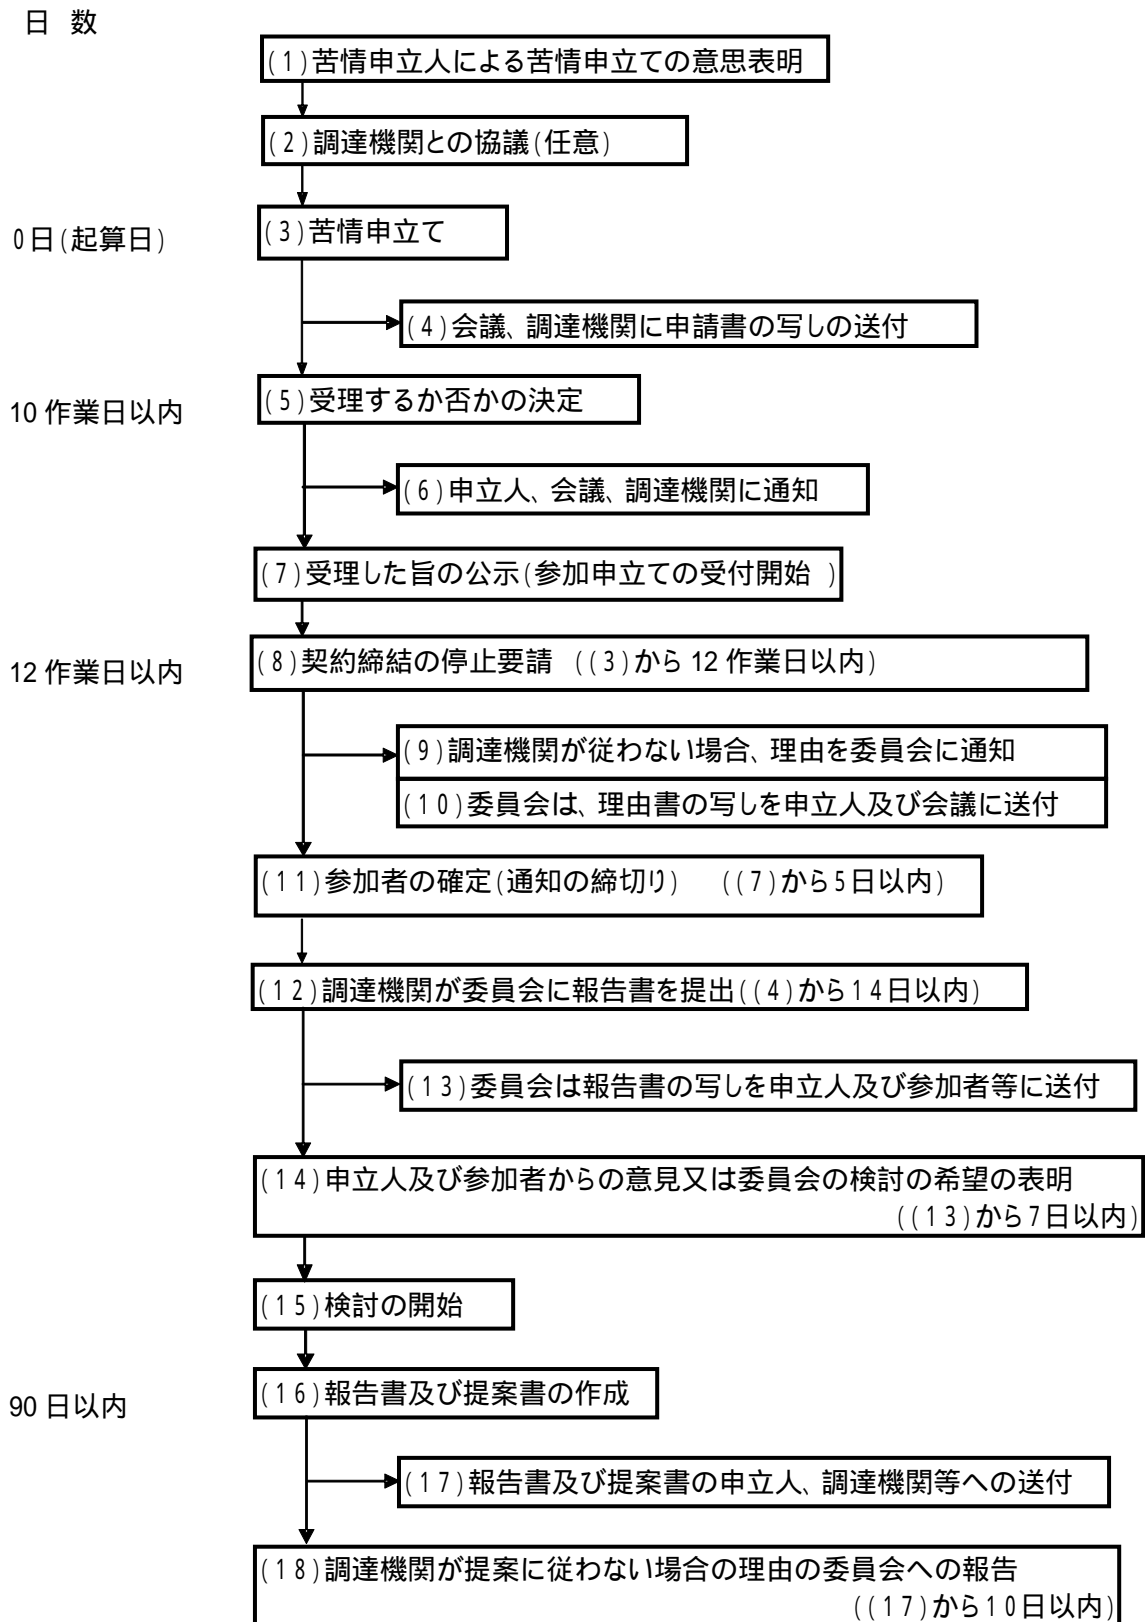 日 数
(1)苦情申立人による苦情申立ての意思表明
(2)調達機関との協議(任意)
0日(起算日)
(3)苦情申立て
(4)会議、調達機関に申請書の写しの送付
10 作業日以内
(5)受理するか否かの決定
(6)申立人、会議、調達機関に通知
(7)受理した旨の公示(参加申立ての受付開始 )
12 作業日以内
(8)契約締結の停止要請 ((3)から 12 作業日以内)
(9)調達機関が従わない場合、理由を委員会に通知
(10)委員会は、理由書の写しを申立人及び会議に送付
(11)参加者の確定(通知の締切り) ((7)から5日以内)
(12)調達機関が委員会に報告書を提出((4)から14日以内)
(13)委員会は報告書の写しを申立人及び参加者等に送付
(14)申立人及び参加者からの意見又は委員会の検討の希望の表明
((13)から7日以内)
(15)検討の開始
90 日以内
(16)報告書及び提案書の作成
(17)報告書及び提案書の申立人、調達機関等への送付
(18)調達機関が提案に従わない場合の理由の委員会への報告
((17)から10日以内)